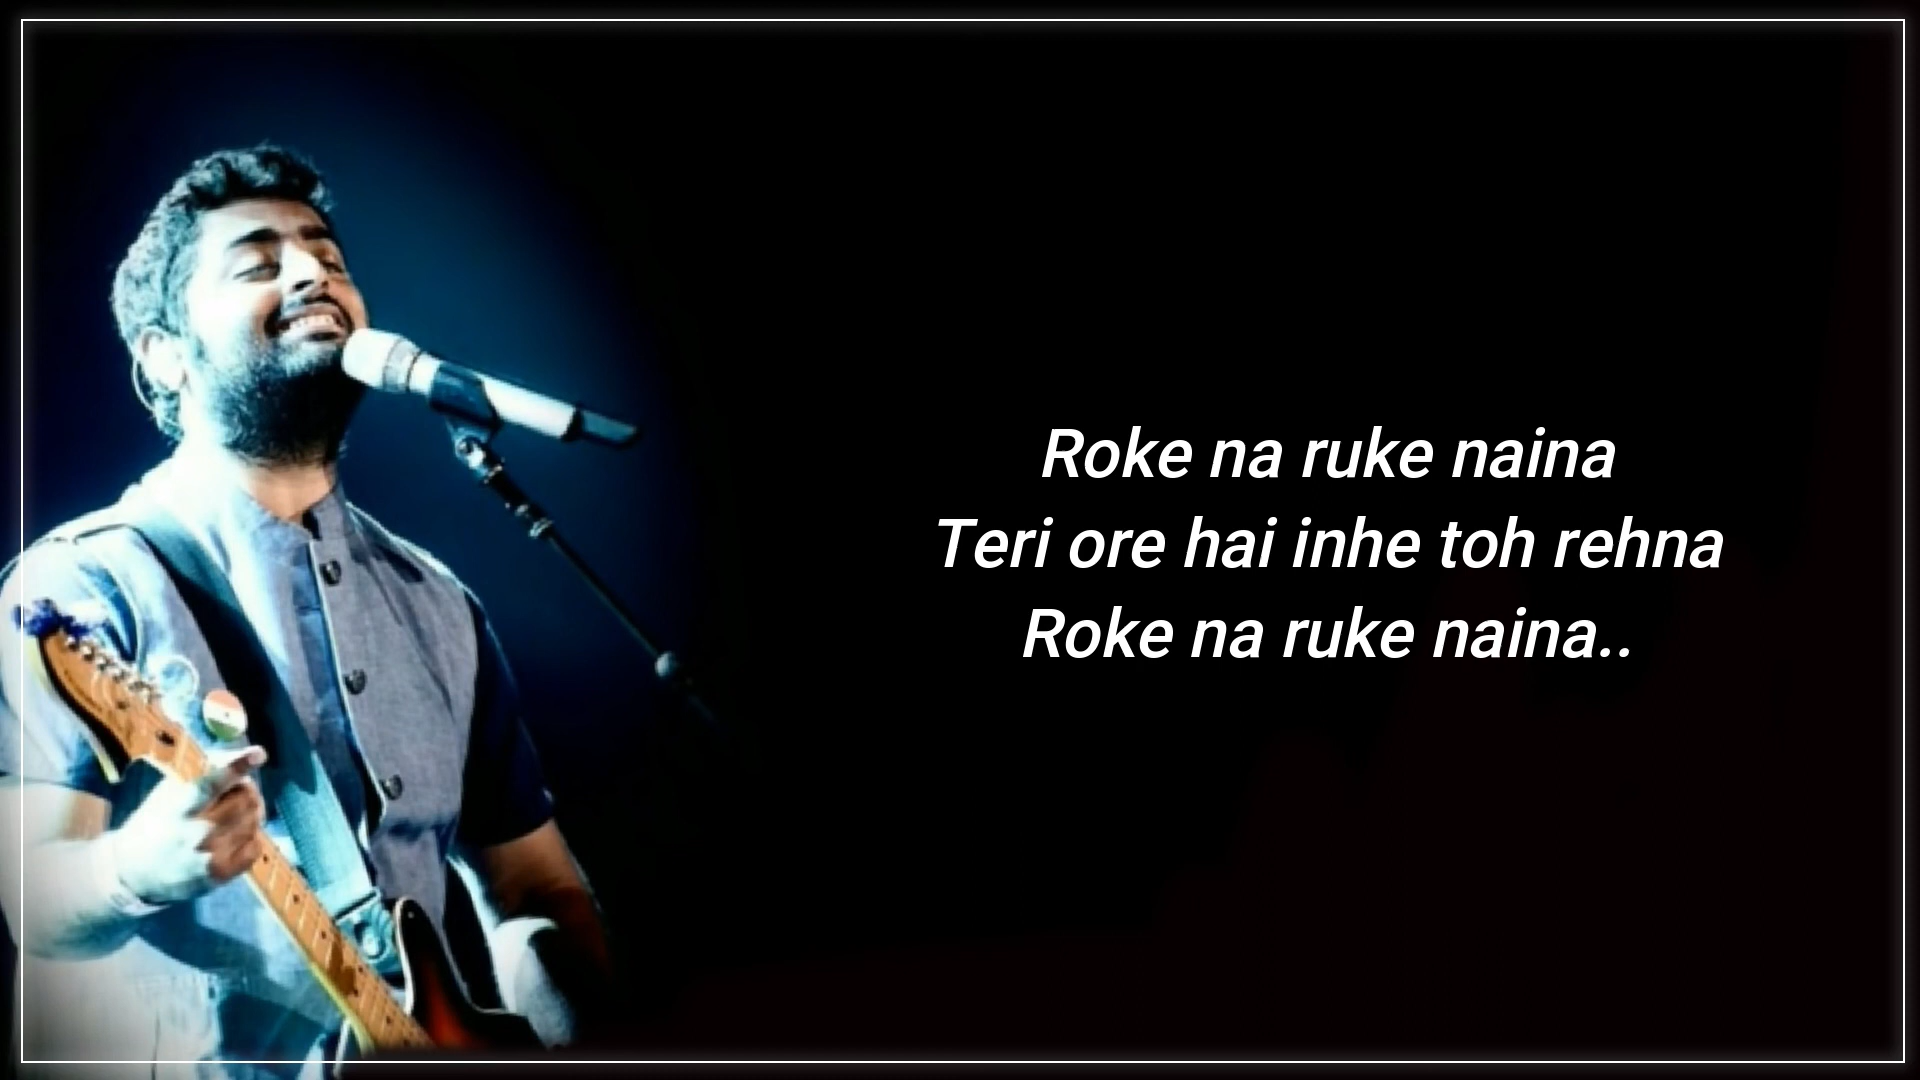 Roke na ruke naina
Teri ore hai inhe toh rehna
Roke na ruke naina..